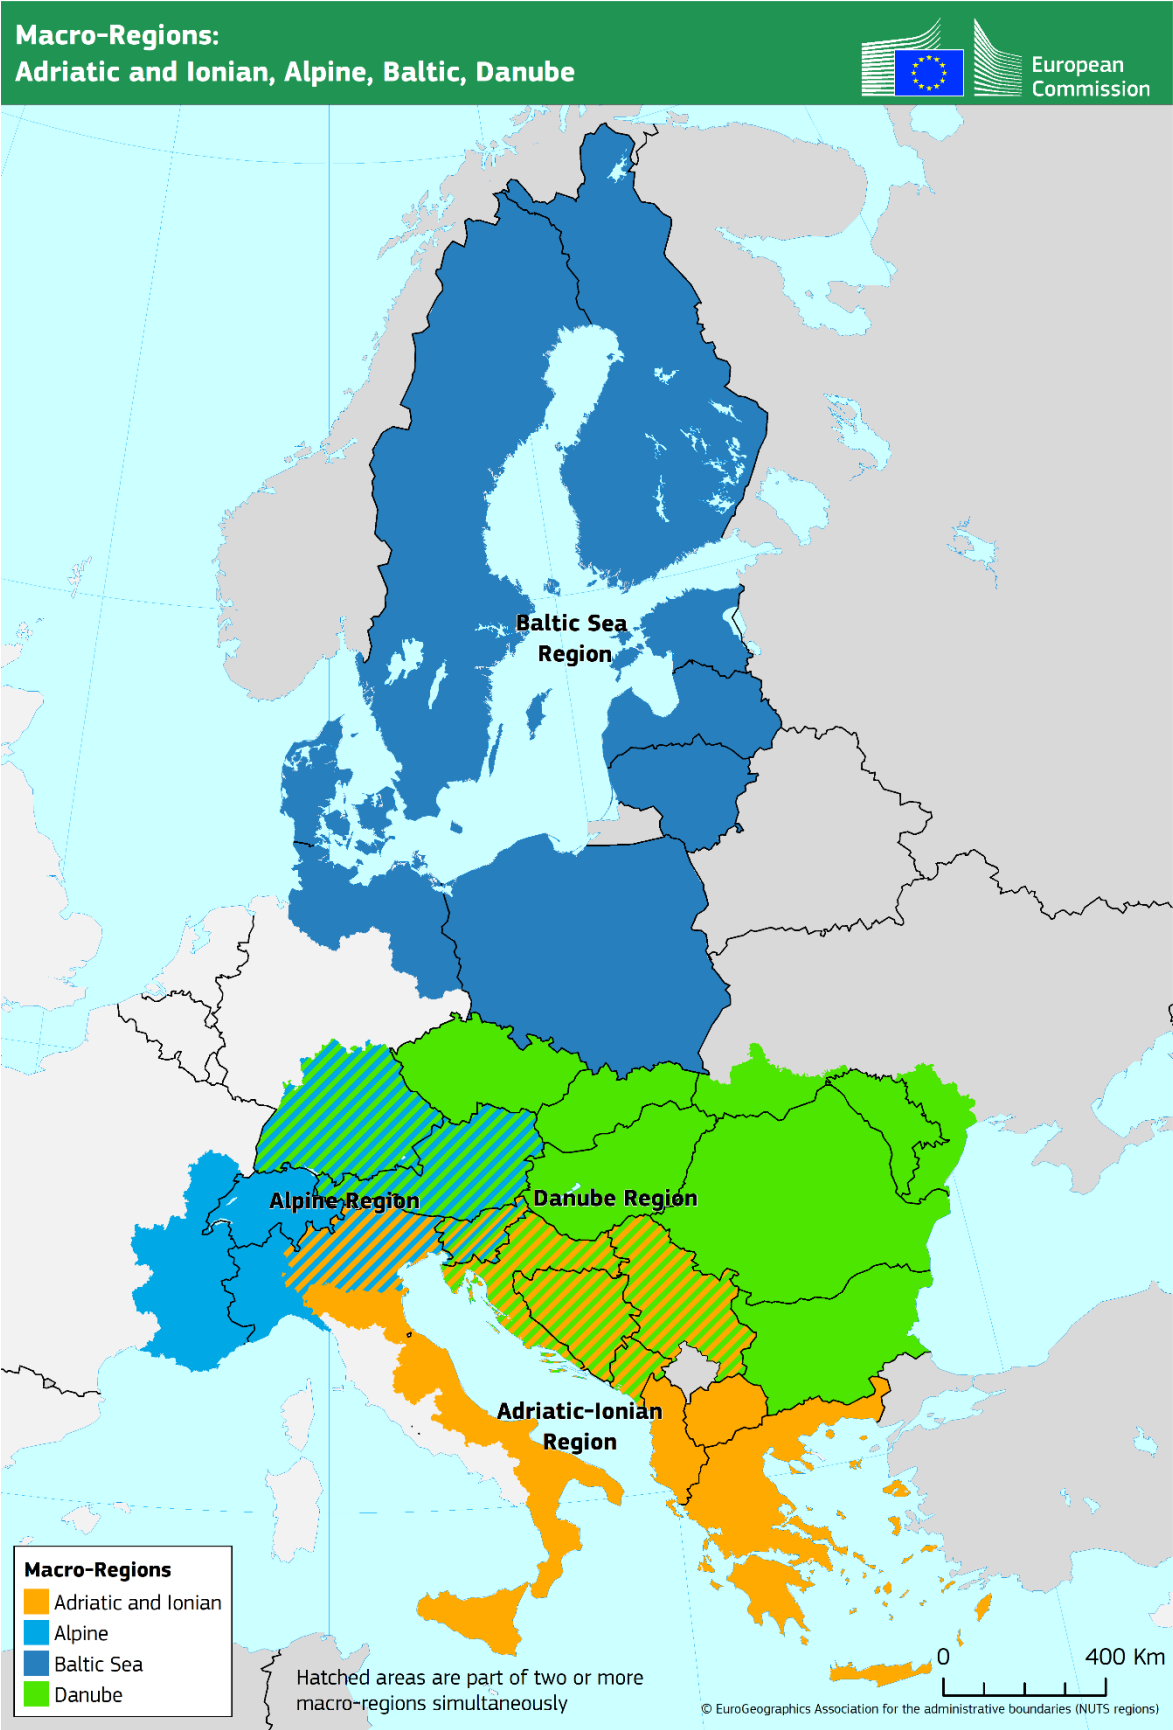 Macro-Regions:
Adriatic and Ionian, Alpine, Baltic, Danube
European
Commission
Baltic Sea
Region
Alpine Region
Danube Region
Adriatic-Ionian
Region
Macro-Regions
Adriatic and Ionian
Alpine
Baltic Sea
Danube
Hatched areas are part of two or more
macro-regions simultaneously
0 400 Km
© EuroGeographics Association for the administrative boundaries (NUTS regions)